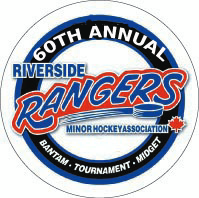 60TH ANNUAL
RIVERSIDE
RANGERS
MINOR HOCKEY ASSOCIATION
BANTAM · TOURNAMENT · MIDGET